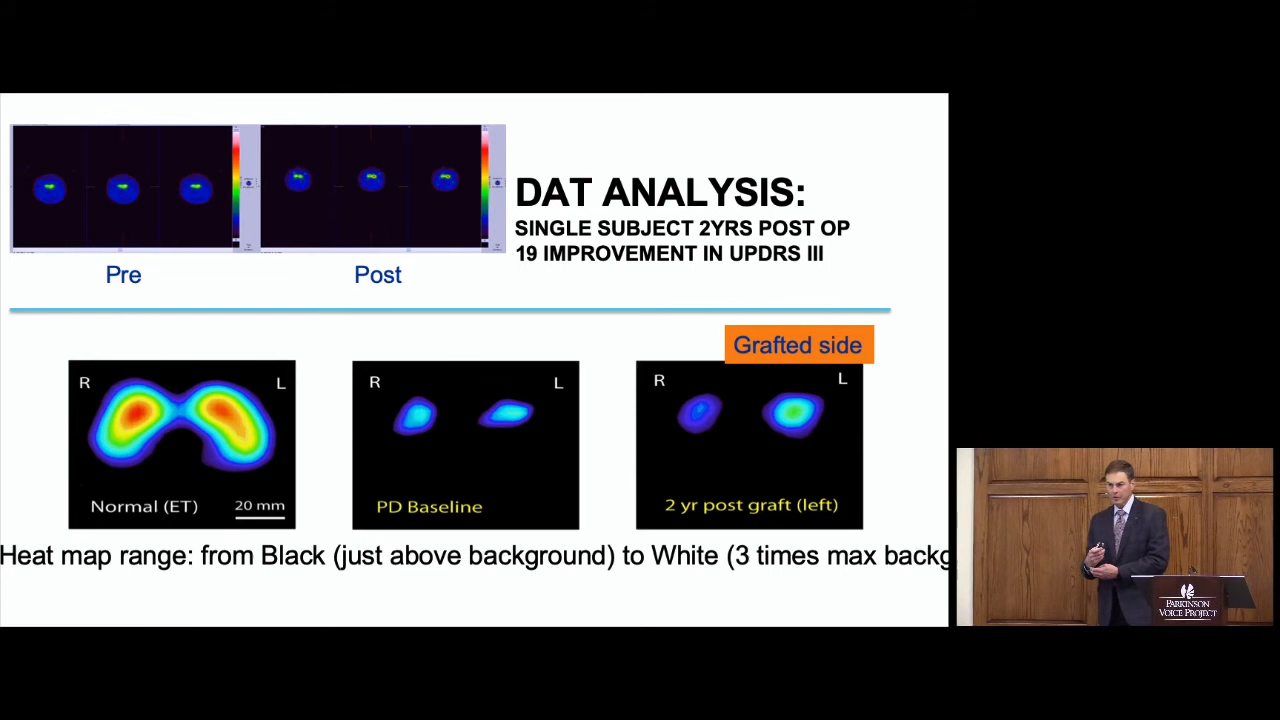 DAT ANALYSIS:
SINGLE SUBJECT 2YRS POST OP
19 IMPROVEMENT IN UPDRS III
Pre
Post
Grafted side
R
L
R
L
R
L
Normal (ET)
20 mm
PD Baseline
2 yr post graft (left)
Heat map range: from Black (just above background) to White (3 times max backg
PARKINSON
VOICE PROJECT